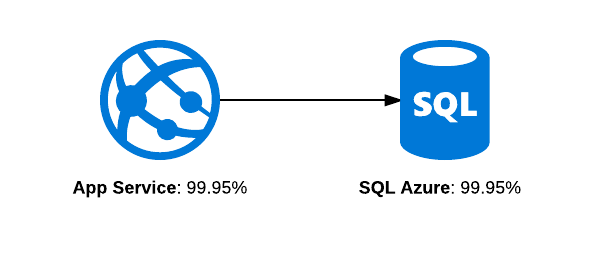 SQL
App Service: 99.95%
SQL Azure: 99.95%